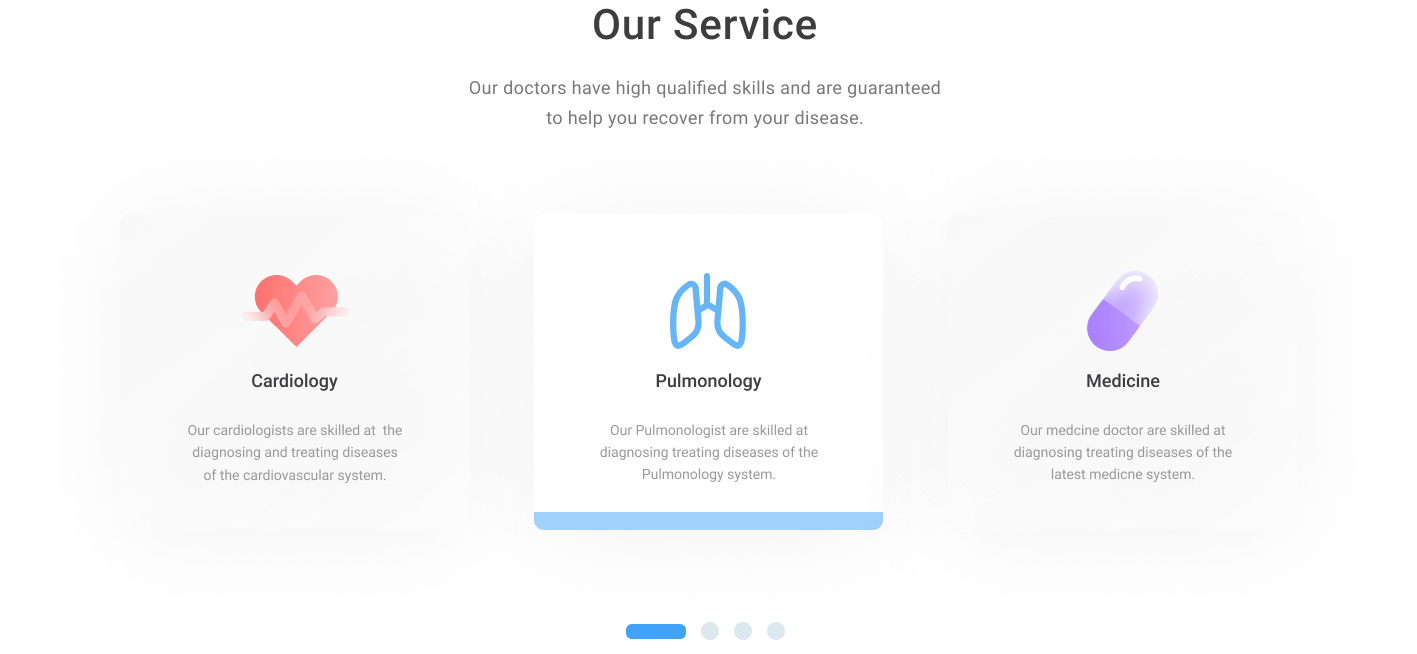 Our Service
Our doctors have high qualified skills and are guaranteed
to help you recover from your disease.
Cardiology
Our cardiologists are skilled at  the
diagnosing and treating diseases
of the cardiovascular system.
Pulmonology
Our Pulmonologist are skilled at
diagnosing treating diseases of the
Pulmonology system.
Medicine
Our medcine doctor are skilled at
diagnosing treating diseases of the
latest medicne system.